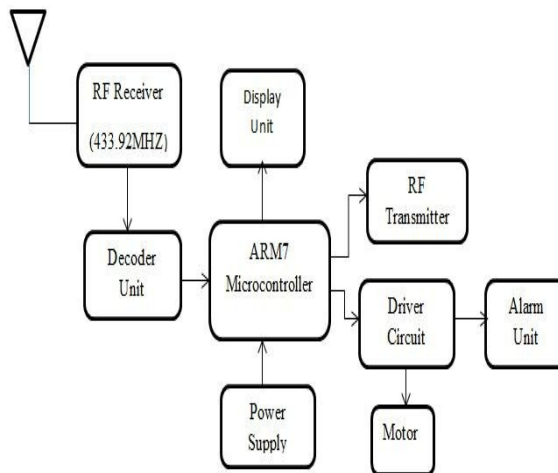 RF Receiver
(433.92MHZ)
Display
Unit
RF
Transmitter
Decoder
Unit
ARM7
Microcontroller
Driver
Circuit
Alarm
Unit
Power
Supply
Motor